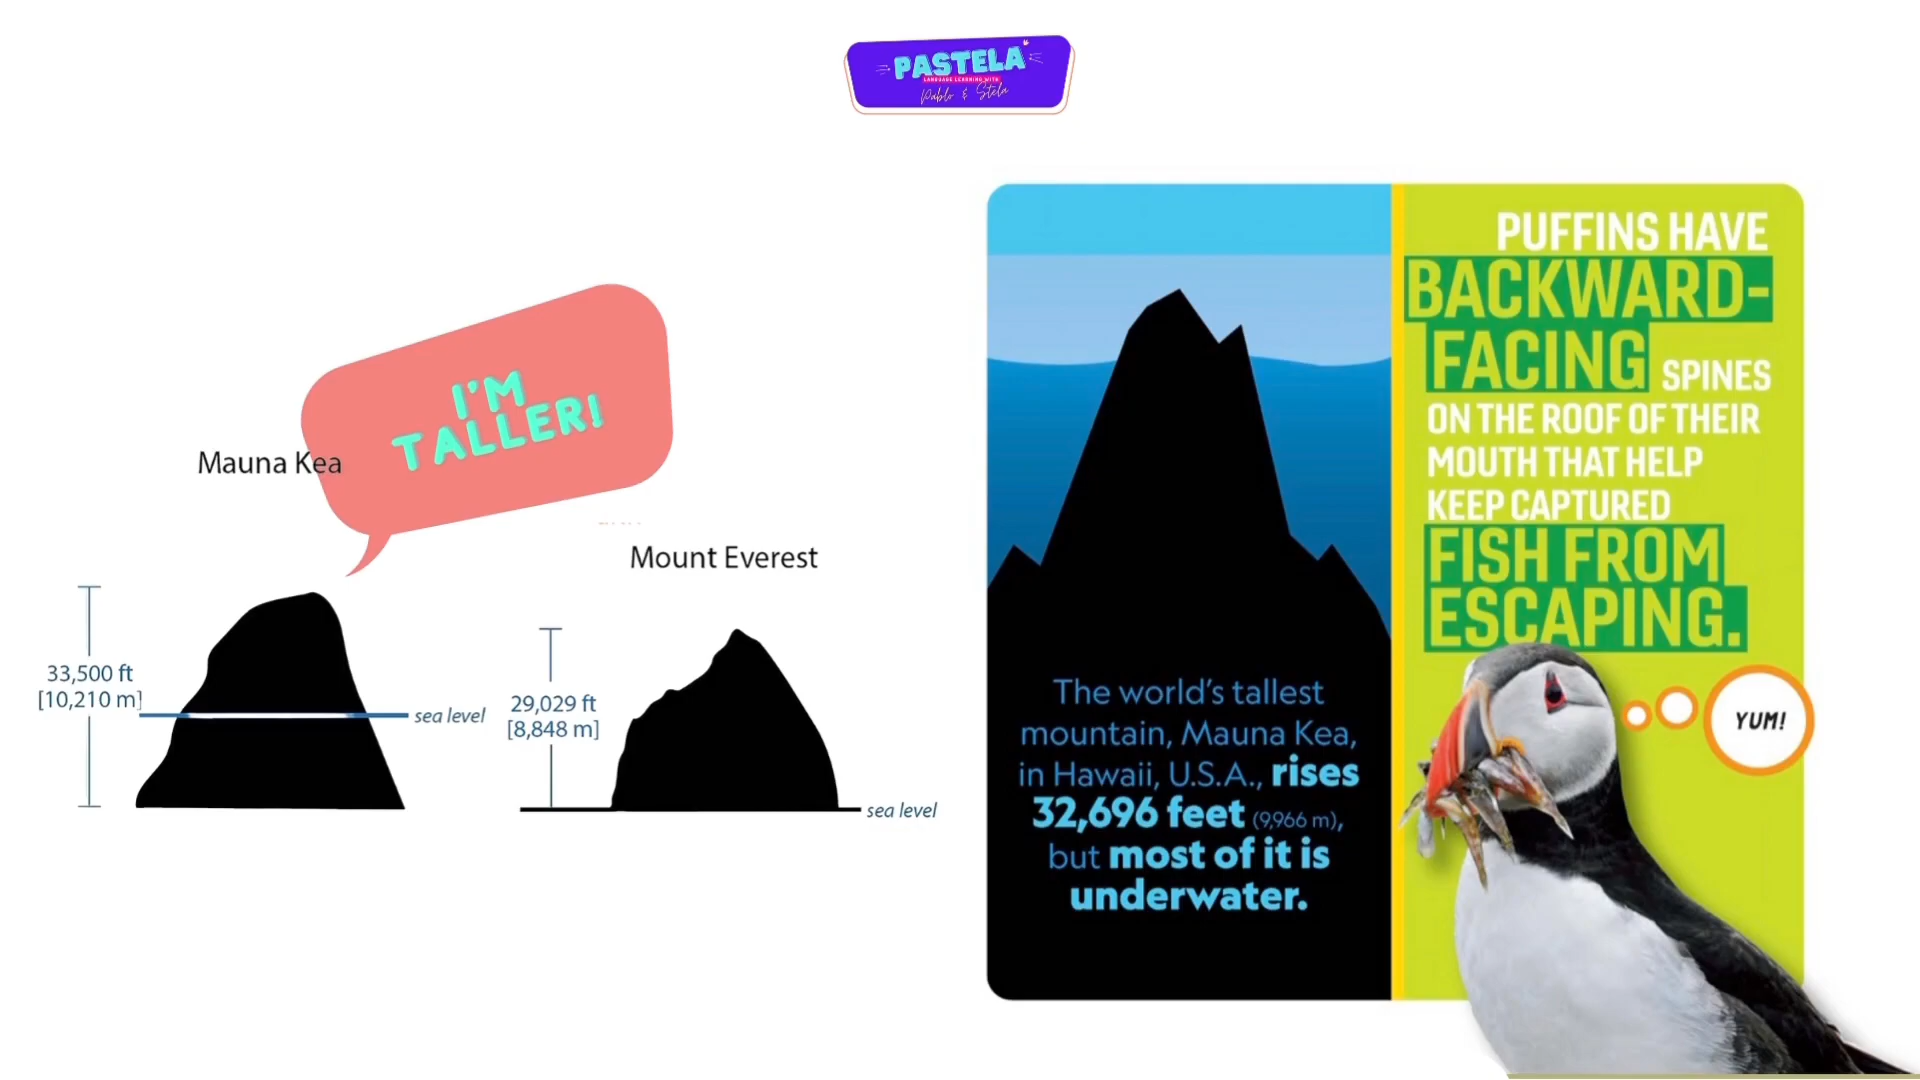 PASTELA
LANGUAGE LEARNING WITH
Pablo & Stela
I'M
TALLER!
Mauna Kea
Mount Everest
33,500 ft
[10,210 m]
sea level
29,029 ft
[8,848 m]
sea level
The world's tallest
mountain, Mauna Kea,
in Hawaii, U.S.A., rises
32,696 feet (9,966 m),
but most of it is
underwater.
PUFFINS HAVE
BACKWARD-
FACING SPINES
ON THE ROOF OF THEIR
MOUTH THAT HELP
KEEP CAPTURED
FISH FROM
ESCAPING.
YUM!